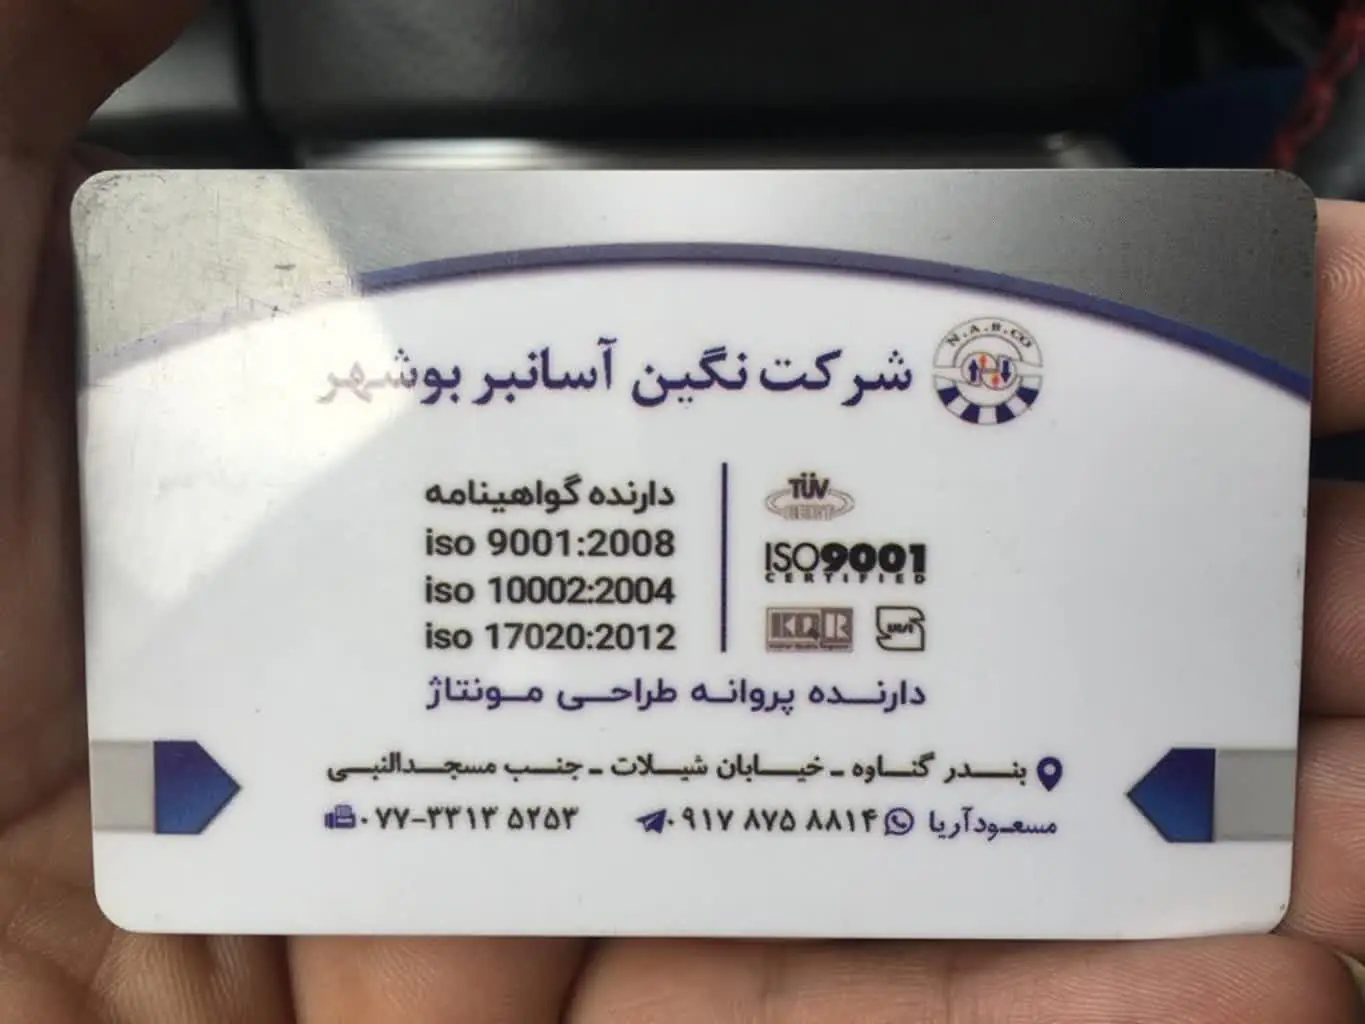 N.A.B.CO
شرکت نگین آسانبر بوشهر
TÜV
CERT
ISO9001
CERTIFIED
دارنده گواهینامه
iso 9001:2008
iso 10002:2004
iso 17020:2012
دارنده پروانه طراحی مونتاژ
بندر گناوه - خیابان شیلات - جنب مسجدالنبی
مسعود آریا ۰۹۱۷ ۸۷۵ ۸۸۱۴ ۰۷۷-۳۳۱۳ ۵۲۵۳